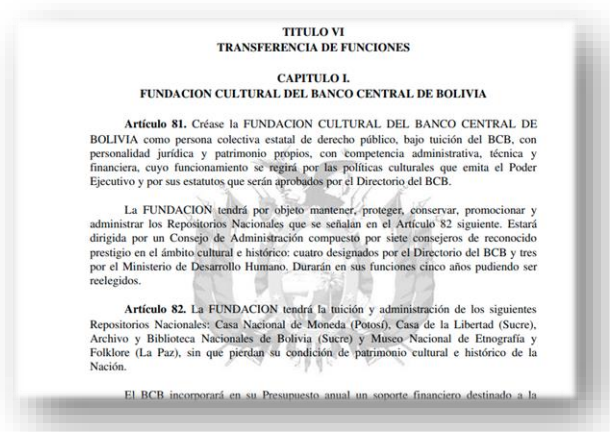 TITULO VI
TRANSFERENCIA DE FUNCIONES
CAPITULO I.
FUNDACION CULTURAL DEL BANCO CENTRAL DE BOLIVIA
Artículo 81. Créase la FUNDACION CULTURAL DEL BANCO CENTRAL DE
BOLIVIA como persona colectiva estatal de derecho público, bajo tuición del BCB, con
personalidad jurídica y patrimonio propios, con competencia administrativa, técnica y
financiera, cuyo funcionamiento se regirá por las políticas culturales que emita el Poder
Ejecutivo y por sus estatutos que serán aprobados por el Directorio del BCB.
La FUNDACION tendrá por objeto mantener, proteger, conservar, promocionar y
administrar los Repositorios Nacionales que se señalan en el Artículo 82 siguiente. Estará
dirigida por un Consejo de Administración compuesto por siete consejeros de reconocido
prestigio en el ámbito cultural e histórico: cuatro designados por el Directorio del BCB y tres
por el Ministerio de Desarrollo Humano. Durarán en sus funciones cinco años pudiendo ser
reelegidos.
Artículo 82. La FUNDACION tendrá la tuición y administración de los siguientes
Repositorios Nacionales: Casa Nacional de Moneda (Potosí), Casa de la Libertad (Sucre),
Archivo y Biblioteca Nacionales de Bolivia (Sucre) y Museo Nacional de Etnografía y
Folklore (La Paz), sin que pierdan su condición de patrimonio cultural e histórico de la
Nación.
El BCB incorporará en su Presupuesto anual un soporte financiero destinado a la